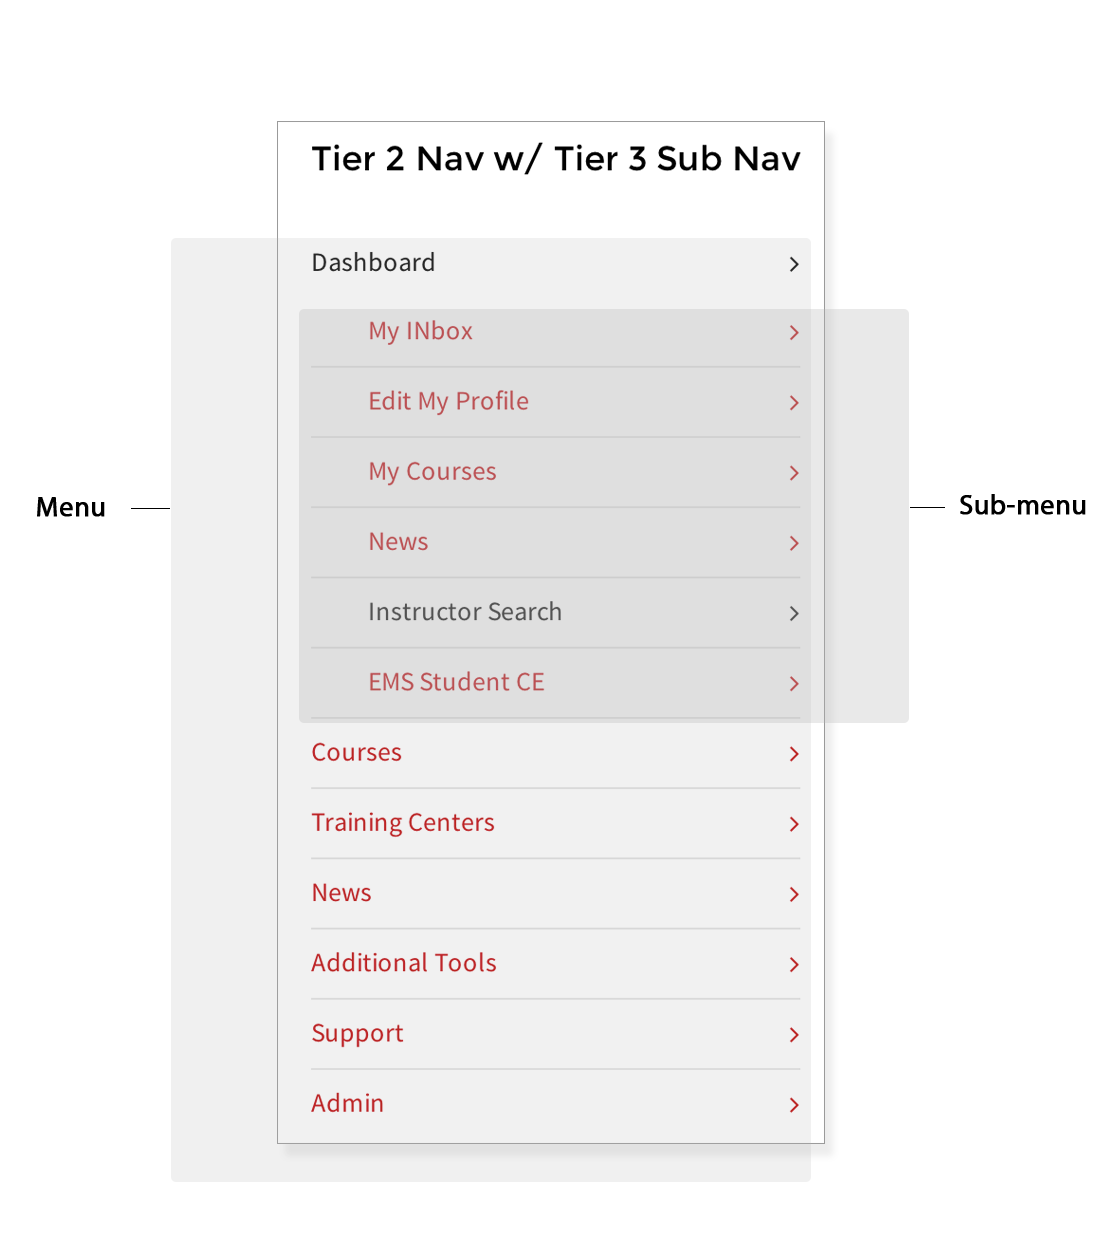 Tier 2 Nav w/ Tier 3 Sub Nav
Dashboard
My INbox
Edit My Profile
My Courses
Menu
Sub-menu
News
Instructor Search
EMS Student CE
Courses
Training Centers
News
Additional Tools
Support
Admin